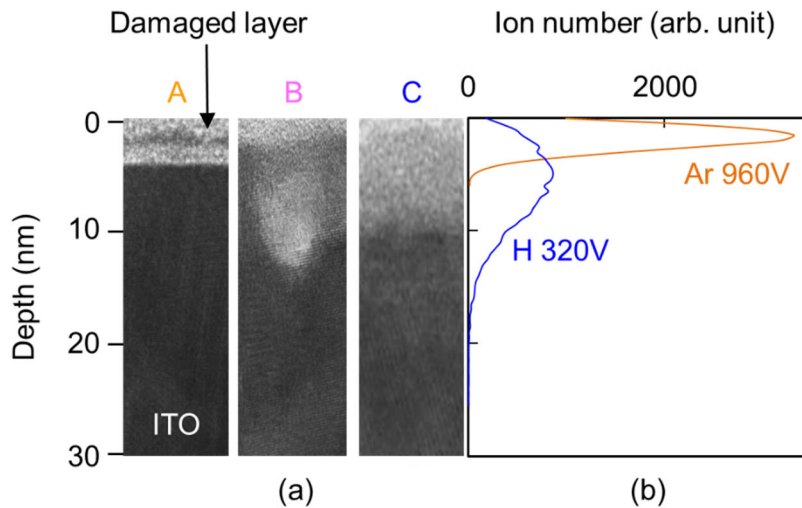 Damaged layer
Ion number (arb. unit)
A
B
C
0
2000
0
10
20
30
Depth (nm)
Ar 960V
H 320V
ITO
(a)
(b)